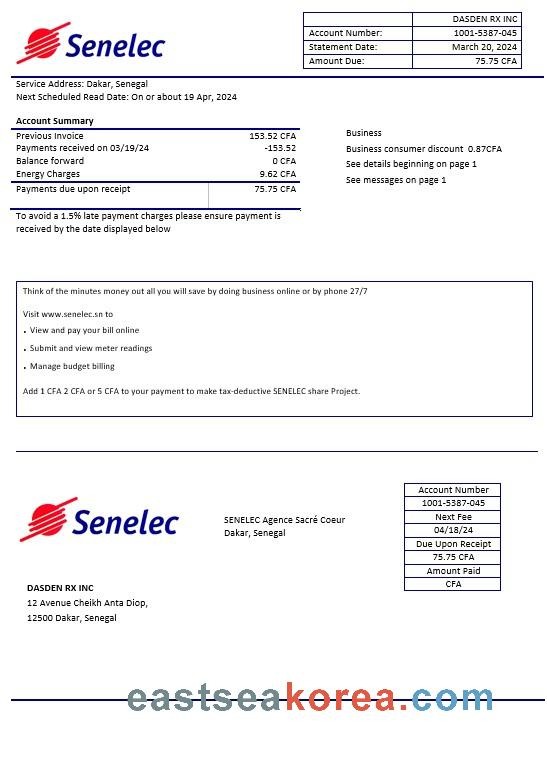 Senelec
DASDEN RX INC
Account Number: 1001-5387-045
Statement Date: March 20, 2024
Amount Due: 75.75 CFA
Service Address: Dakar, Senegal
Next Scheduled Read Date: On or about 19 Apr, 2024
Account Summary
Previous Invoice 153.52 CFA
Payments received on 03/19/24 -153.52
Balance forward 0 CFA
Energy Charges 9.62 CFA
Payments due upon receipt 75.75 CFA
Business
Business consumer discount 0.87CFA
See details beginning on page 1
See messages on page 1
To avoid a 1.5% late payment charges please ensure payment is
received by the date displayed below
Think of the minutes money out all you will save by doing business online or by phone 27/7
Visit www.senelec.sn to
• View and pay your bill online
• Submit and view meter readings
• Manage budget billing
Add 1 CFA 2 CFA or 5 CFA to your payment to make tax-deductive SENELEC share Project.
Senelec
SENELEC Agence Sacré Coeur
Dakar, Senegal
Account Number
1001-5387-045
Next Fee
04/18/24
Due Upon Receipt
75.75 CFA
Amount Paid
CFA
DASDEN RX INC
12 Avenue Cheikh Anta Diop,
12500 Dakar, Senegal
eastseakorea.com